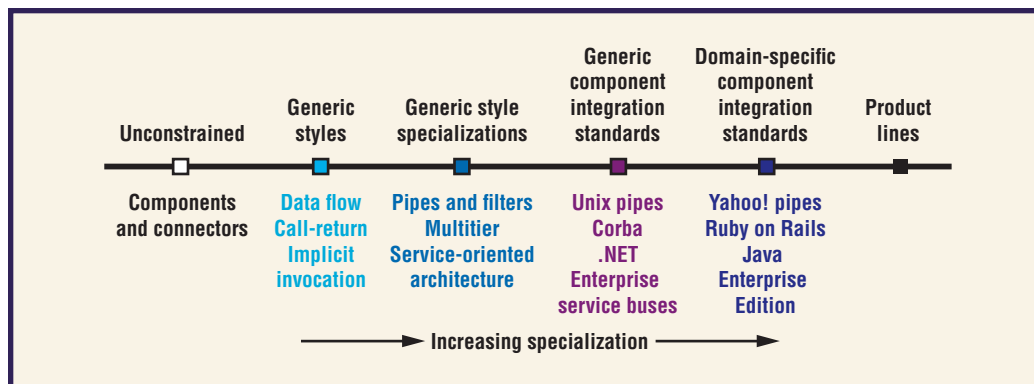 Unconstrained
Generic
styles
Generic style
specializations
Generic
component
integration
standards
Domain-specific
component
integration
standards
Product
lines
Components
and connectors
Data flow
Call-return
Implicit
invocation
Pipes and filters
Multitier
Service-oriented
architecture
Unix pipes
Corba
.NET
Enterprise
service buses
Yahoo! pipes
Ruby on Rails
Java
Enterprise
Edition
Increasing specialization